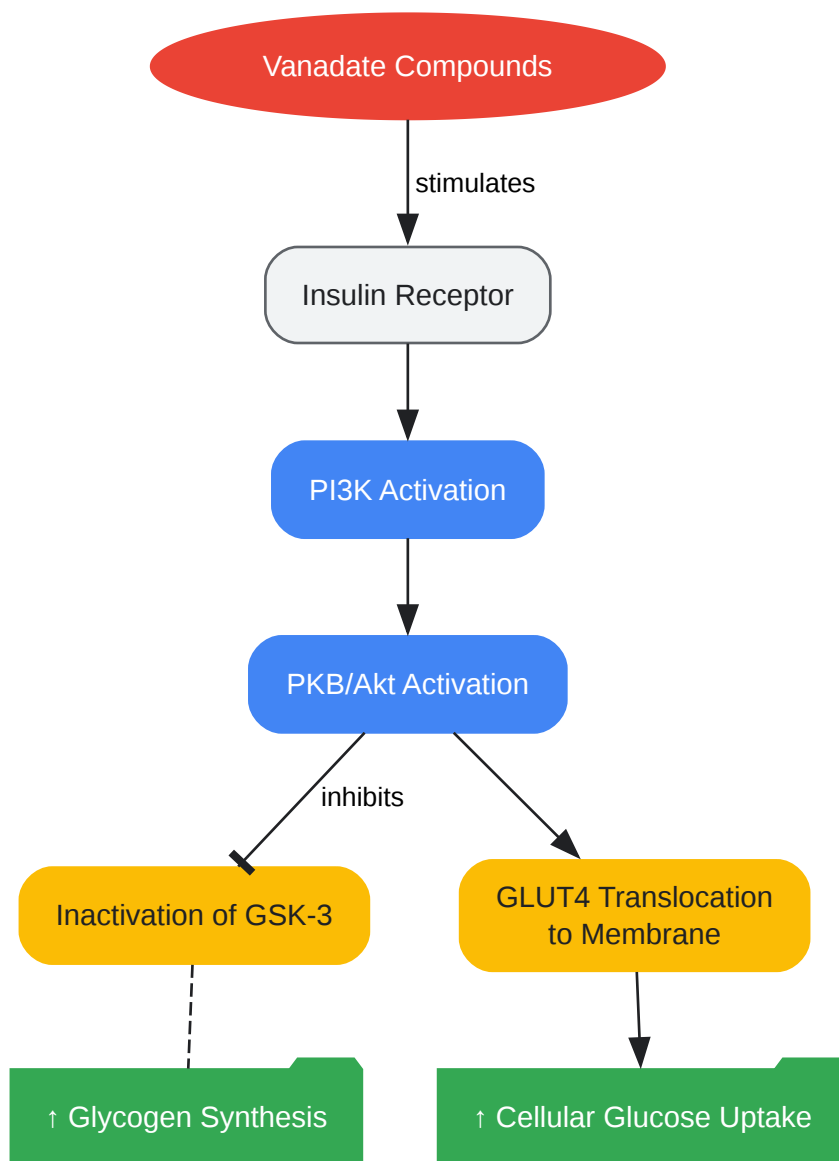 Vanadate Compounds
stimulates
Insulin Receptor
PI3K Activation
PKB/Akt Activation
inhibits
Inactivation of GSK-3
GLUT4 Translocation
to Membrane
↑ Glycogen Synthesis
↑ Cellular Glucose Uptake